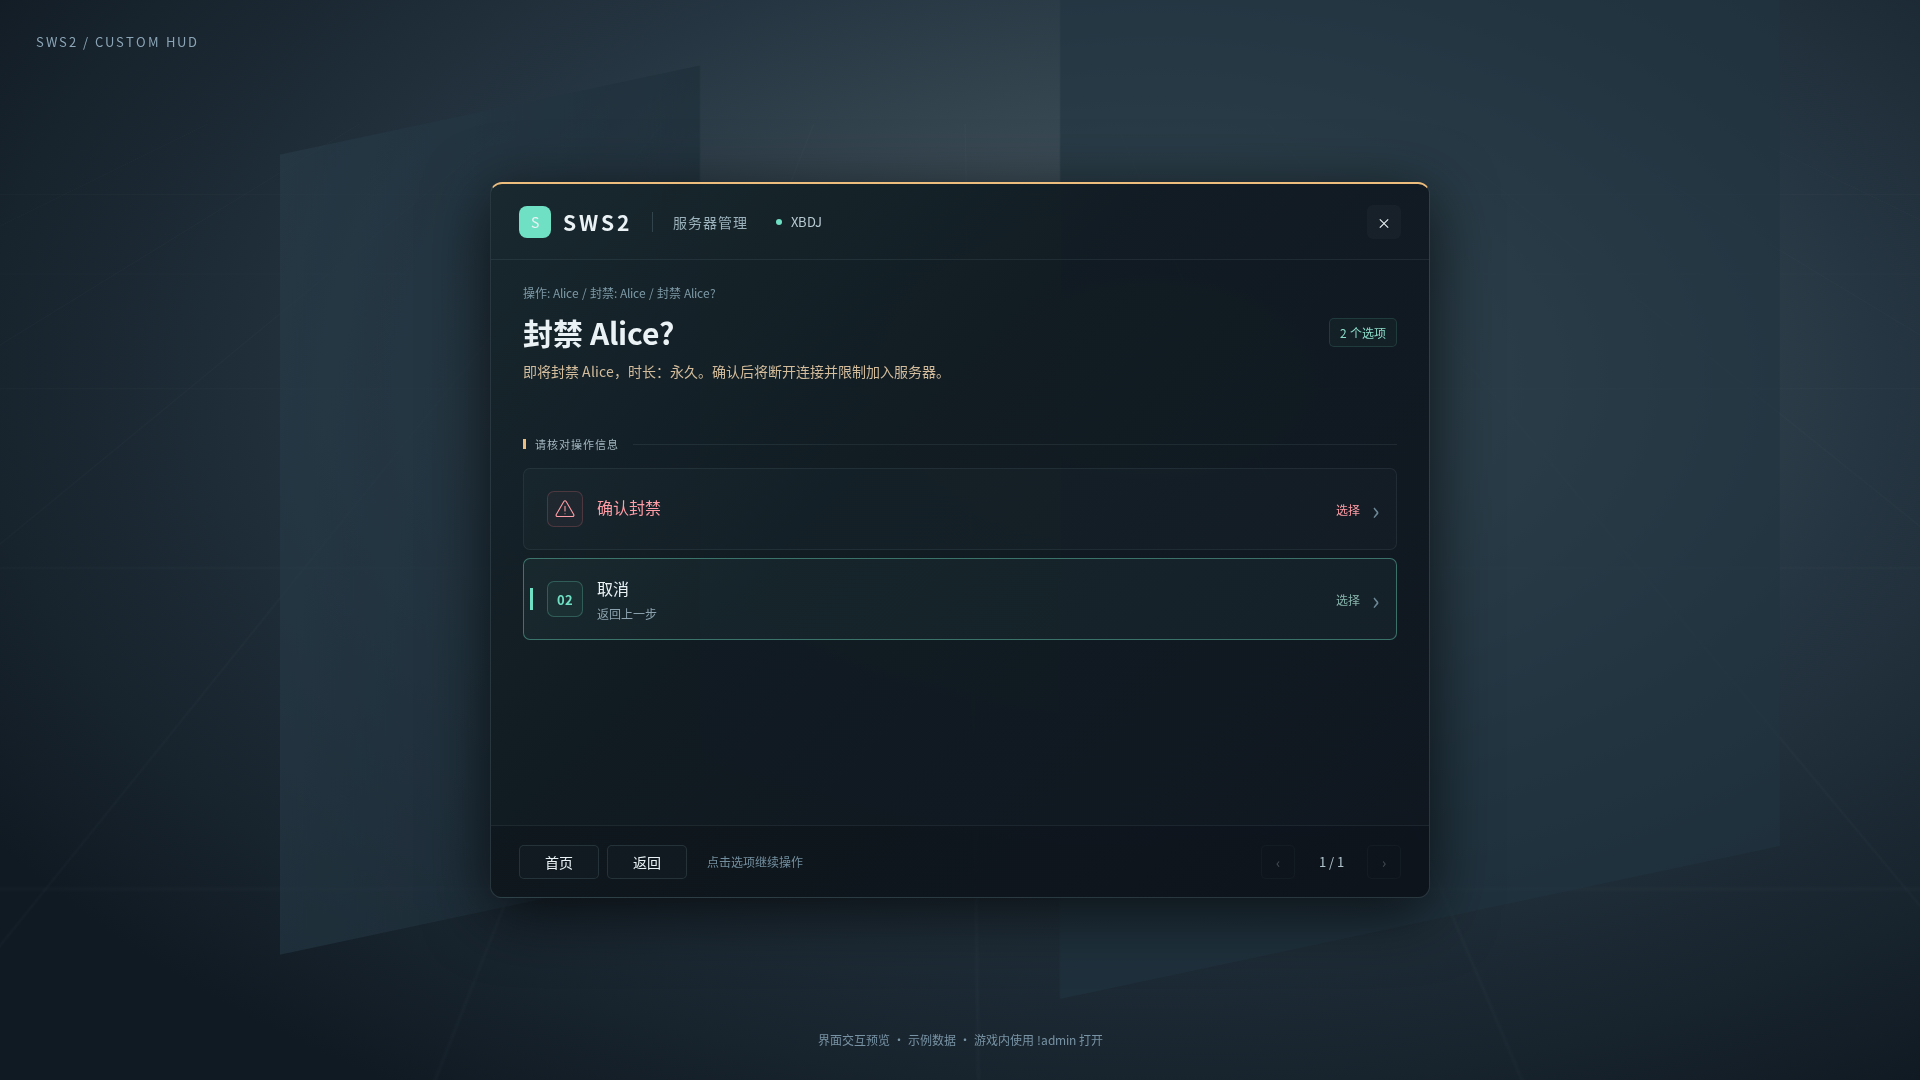 SWS2 / CUSTOM HUD
S SWS2 服务器管理 XBDJ ×
操作: Alice / 封禁: Alice / 封禁 Alice?
封禁 Alice?
2 个选项
即将封禁 Alice，时长：永久。确认后将断开连接并限制加入服务器。
请核对操作信息
确认封禁
选择 ›
02 取消
返回上一步
选择 ›
首页 返回 点击选项继续操作 ‹ 1 / 1 ›
界面交互预览 · 示例数据 · 游戏内使用 !admin 打开